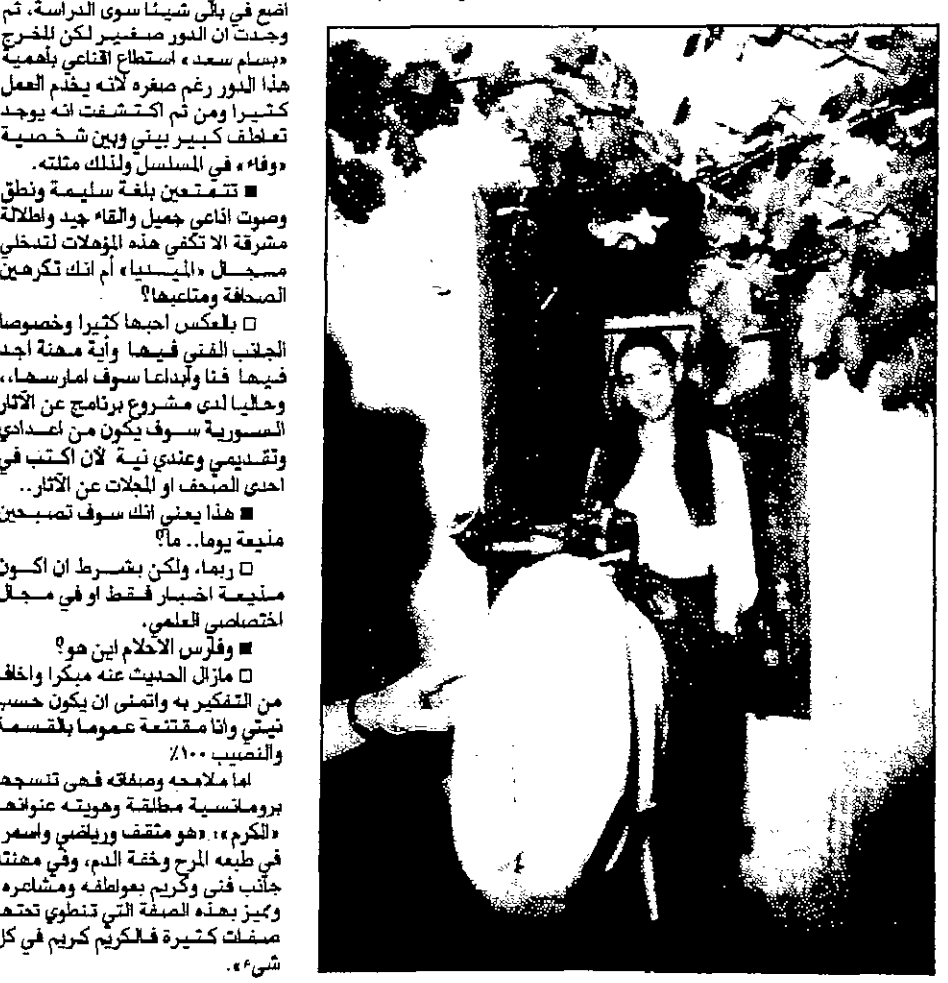 اضع في بالي شيئا سوى الدراسة، ثم
وجدت ان الدور صغير لكن المخرج
«بسام سعد» استطاع اقناعي بأهمية
هذا الدور رغم صغره لانه يخدم العمل
كثيرا ومن ثم اكتشفت انه يوجد
تعاطف كبير بيني وبين شخصية
«وفاء» في المسلسل ولذلك مثلته.
■ تتمتعين بلغة سليمة ونطق
وصوت اذاعي جميل والقاء جيد واطلالة
مشرقة الا تكفي هذه المؤهلات لتدخلي
مجال «الميديا» أم انك تكرهين
الصحافة ومتاعبها؟
□ بالعكس احبها كثيرا وخصوصا
الجانب الفني فيها وأية مهنة اجد
فيها فنا وابداعا سوف امارسها،،
وحاليا لدى مشروع برنامج عن الآثار
السورية سوف يكون من اعدادي
وتقديمي وعندي نية لان اكتب في
احدى الصحف او المجلات عن الآثار..
■ هذا يعني انك سوف تصبحين
مذيعة يوما.. ما؟
□ ربما، ولكن بشرط ان اكون
مذيعة اخبار فقط او في مجال
اختصاصي العلمي.
■ وفارس الاحلام اين هو؟
□ مازال الحديث عنه مبكرا واخاف
من التفكير به واتمنى ان يكون حسب
نيتي وانا مقتنعة عموما بالقسمة
والنصيب ١٠٠٪
اما ملامحه وصفاته فهي تنسجها
برومانسية مطلقة وهويته عنوانها
«الكرم»: «هو مثقف ورياضي واسمر
في طبعه المرح وخفة الدم، وفي مهنته
جانب فني وكريم بعواطفه ومشاعره
ومميز بهذه الصفة التي تنطوي تحتها
صفات كثيرة فالكريم كريم في كل
شيء».